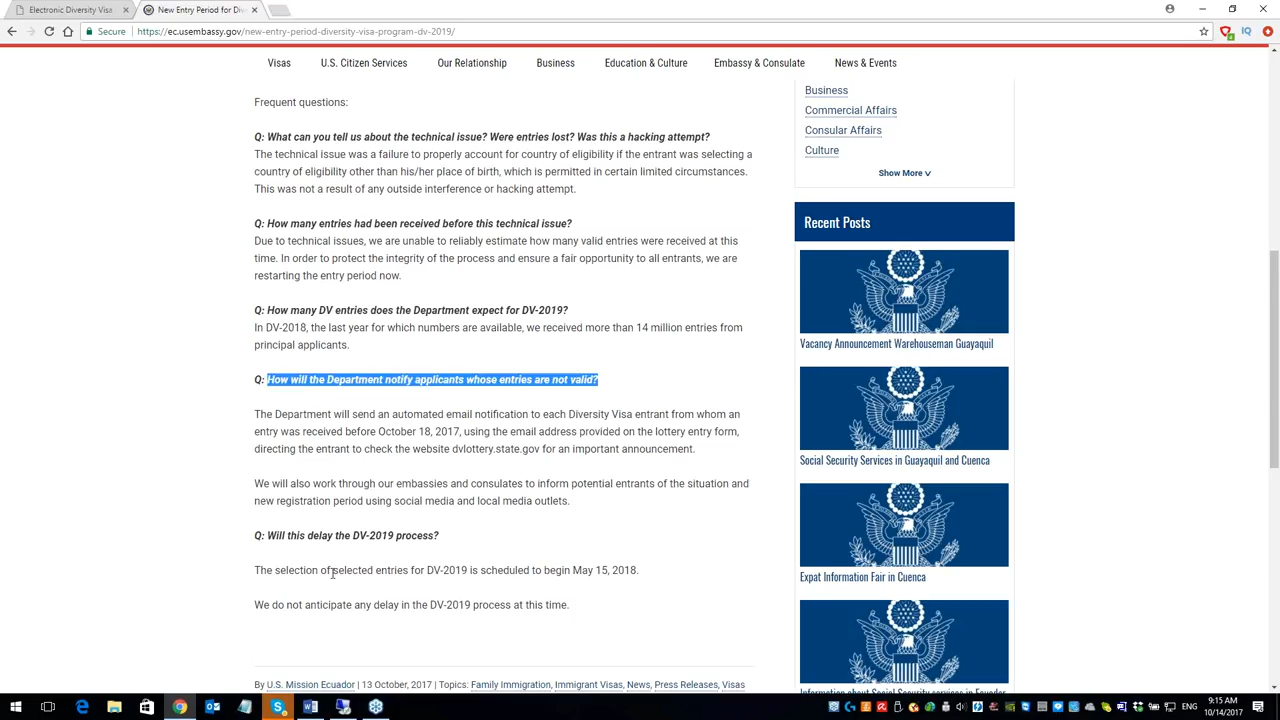 Electronic Diversity Visa
New Entry Period for Div
Secure
https://ec.usembassy.gov/new-entry-period-diversity-visa-program-dv-2019/
Visas
U.S. Citizen Services
Our Relationship
Business
Education & Culture
Embassy & Consulate
News & Events
Frequent questions:
Q: What can you tell us about the technical issue? Were entries lost? Was this a hacking attempt?
The technical issue was a failure to properly account for country of eligibility if the entrant was selecting a
country of eligibility other than his/her place of birth, which is permitted in certain limited circumstances.
This was not a result of any outside interference or hacking attempt.
Q: How many entries had been received before this technical issue?
Due to technical issues, we are unable to reliably estimate how many valid entries were received at this
time. In order to protect the integrity of the process and ensure a fair opportunity to all entrants, we are
restarting the entry period now.
Q: How many DV entries does the Department expect for DV-2019?
In DV-2018, the last year for which numbers are available, we received more than 14 million entries from
principal applicants.
Q: How will the Department notify applicants whose entries are not valid?
The Department will send an automated email notification to each Diversity Visa entrant from whom an
entry was received before October 18, 2017, using the email address provided on the lottery entry form,
directing the entrant to check the website dvlottery.state.gov for an important announcement.
We will also work through our embassies and consulates to inform potential entrants of the situation and
new registration period using social media and local media outlets.
Q: Will this delay the DV-2019 process?
The selection of selected entries for DV-2019 is scheduled to begin May 15, 2018.
We do not anticipate any delay in the DV-2019 process at this time.
By U.S. Mission Ecuador | 13 October, 2017 | Topics: Family Immigration, Immigrant Visas, News, Press Releases, Visas
Business
Commercial Affairs
Consular Affairs
Culture
Show More
Recent Posts
Vacancy Announcement Warehouseman Guayaquil
Social Security Services in Guayaquil and Cuenca
Expat Information Fair in Cuenca
Information about Social Security services in Ecuador
ENG
9:15 AM
10/14/2017